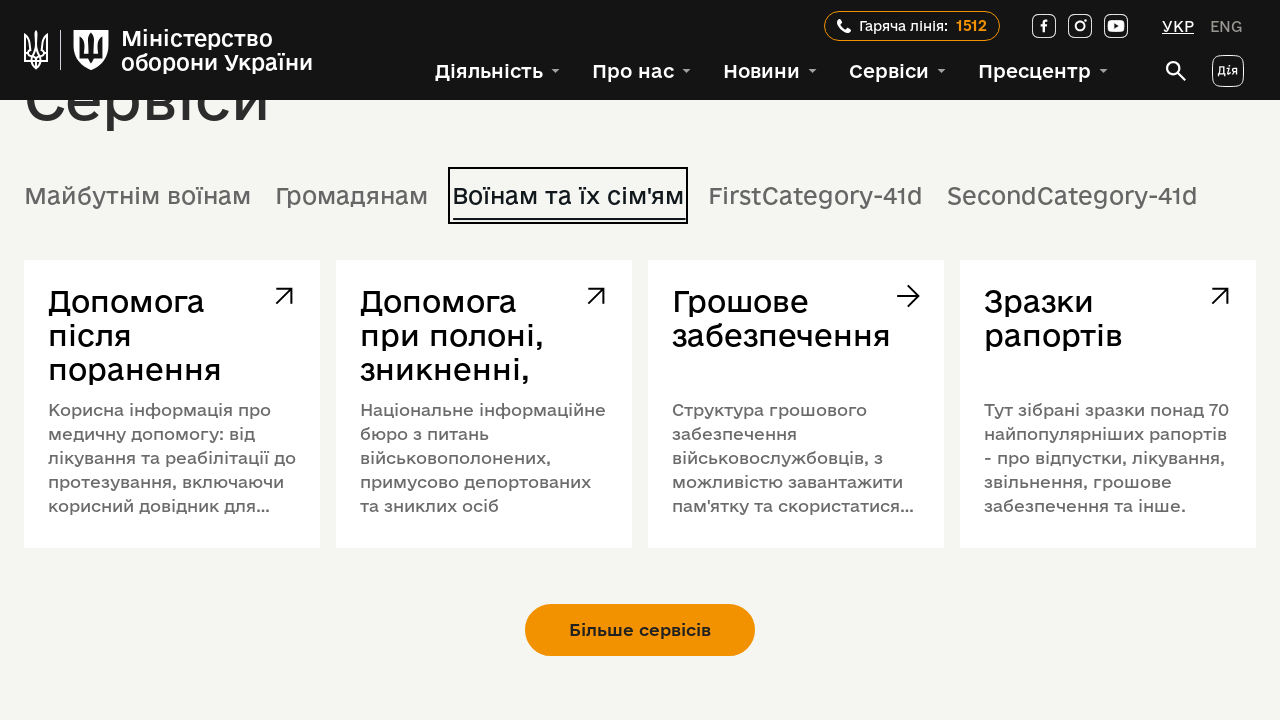 Міністерство
оборони України
Гаряча лінія: 1512
УКР ENG
Діяльність Про нас Новини Сервіси Пресцентр
Дія
Сервіси
Майбутнім воїнам Громадянам Воїнам та їх сім'ям FirstCategory-41d SecondCategory-41d
Допомога
після
поранення
Корисна інформація про
медичну допомогу: від
лікування та реабілітації до
протезування, включаючи
корисний довідник для...
Допомога
при полоні,
зникненні,
Національне інформаційне
бюро з питань
військовополонених,
примусово депортованих
та зниклих осіб
Грошове
забезпечення
Структура грошового
забезпечення
військовослужбовців, з
можливістю завантажити
пам'ятку та скористатися...
Зразки
рапортів
Тут зібрані зразки понад 70
найпопулярніших рапортів
- про відпустки, лікування,
звільнення, грошове
забезпечення та інше.
Більше сервісів